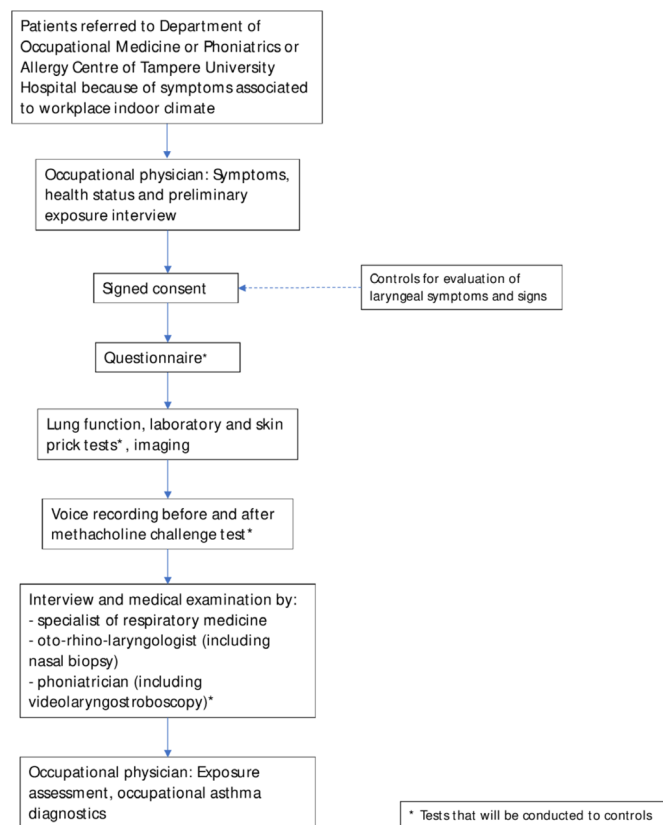 Patients referred to Department of
Occupational Medicine or Phoniatrics or
Allergy Centre of Tampere University
Hospital because of symptoms associated
to workplace indoor climate
Occupational physician: Symptoms,
health status and preliminary
exposure interview
Signed consent
Controls for evaluation of
laryngeal symptoms and signs
Questionnaire*
Lung function, laboratory and skin
prick tests*, imaging
Voice recording before and after
methacholine challenge test*
Interview and medical examination by:
- specialist of respiratory medicine
- oto-rhino-laryngologist (including
nasal biopsy)
- phoniatrician (including
videolaryngostroboscopy)*
Occupational physician: Exposure
assessment, occupational asthma
diagnostics
* Tests that will be conducted to controls